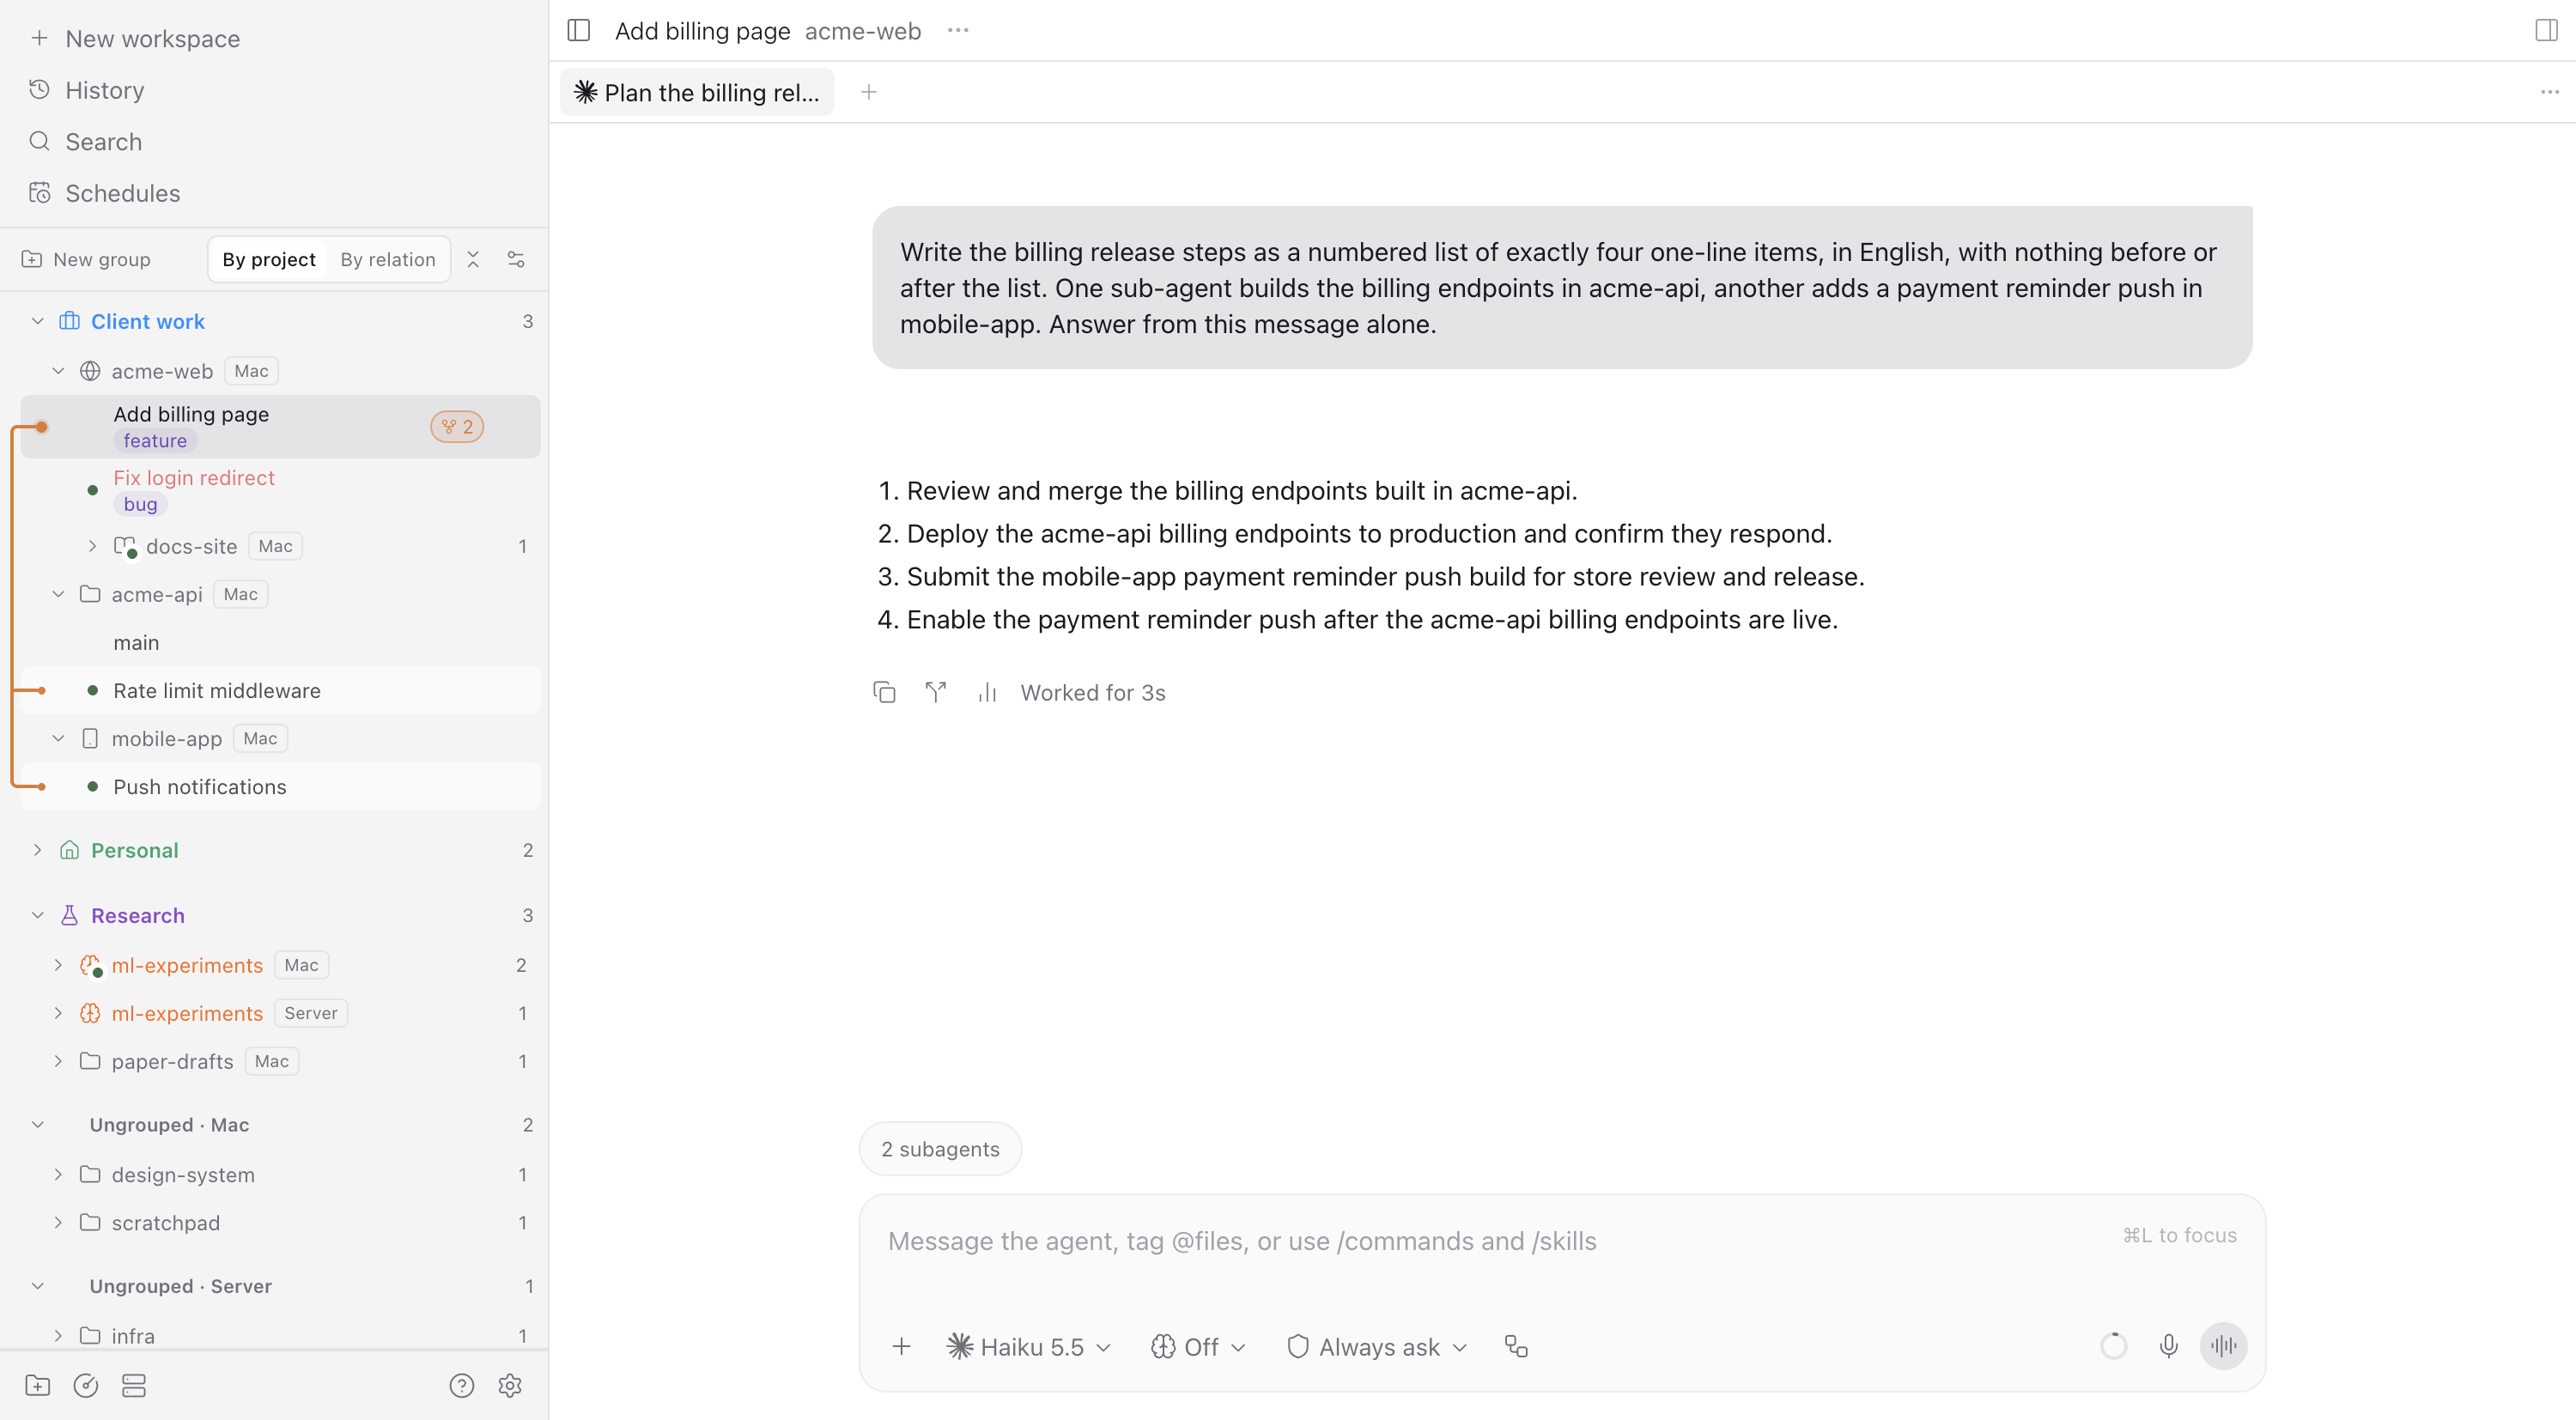 New workspace
History
Search
Schedules
New group
By project
By relation
Client work
3
acme-web
Mac
Add billing page
feature
2
Fix login redirect
bug
docs-site
Mac
1
acme-api
Mac
main
Rate limit middleware
mobile-app
Mac
Push notifications
Personal
2
Research
3
ml-experiments
Mac
2
ml-experiments
Server
1
paper-drafts
Mac
1
Ungrouped · Mac
2
design-system
1
scratchpad
1
Ungrouped · Server
1
infra
1
Add billing page acme-web
Plan the billing rel...
Write the billing release steps as a numbered list of exactly four one-line items, in English, with nothing before or
after the list. One sub-agent builds the billing endpoints in acme-api, another adds a payment reminder push in
mobile-app. Answer from this message alone.
1. Review and merge the billing endpoints built in acme-api.
2. Deploy the acme-api billing endpoints to production and confirm they respond.
3. Submit the mobile-app payment reminder push build for store review and release.
4. Enable the payment reminder push after the acme-api billing endpoints are live.
Worked for 3s
2 subagents
Message the agent, tag @files, or use /commands and /skills
⌘L to focus
Haiku 5.5
Off
Always ask